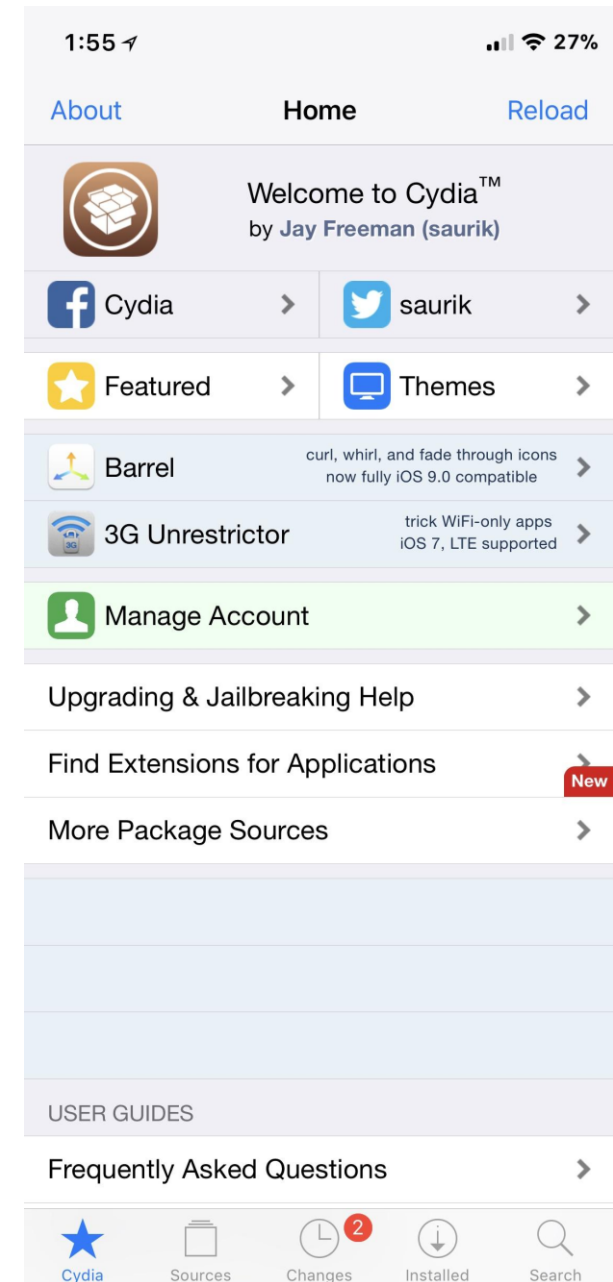 1:55 27%
About Home Reload
Welcome to Cydia™
by Jay Freeman (saurik)
Cydia saurik
Featured Themes
Barrel curl, whirl, and fade through icons
now fully iOS 9.0 compatible
3G Unrestrictor trick WiFi-only apps
iOS 7, LTE supported
3G
Manage Account
Upgrading & Jailbreaking Help
Find Extensions for Applications
New
More Package Sources
USER GUIDES
Frequently Asked Questions
2
Cydia Sources Changes Installed Search